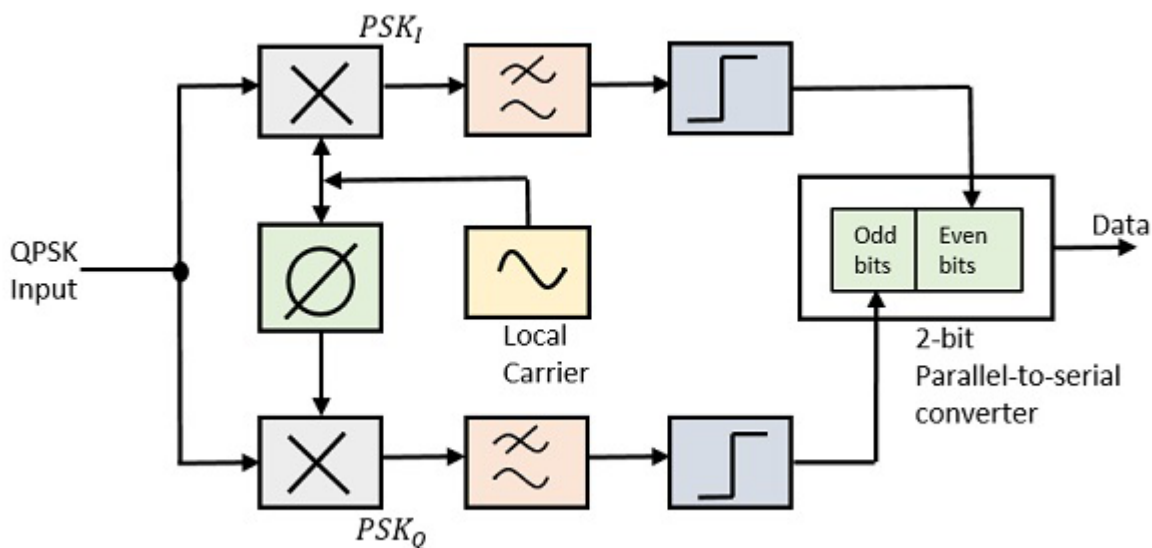 PSK_I
QPSK
Input
Local
Carrier
Odd
bits
Even
bits
Data
2-bit
Parallel-to-serial
converter
PSK_Q